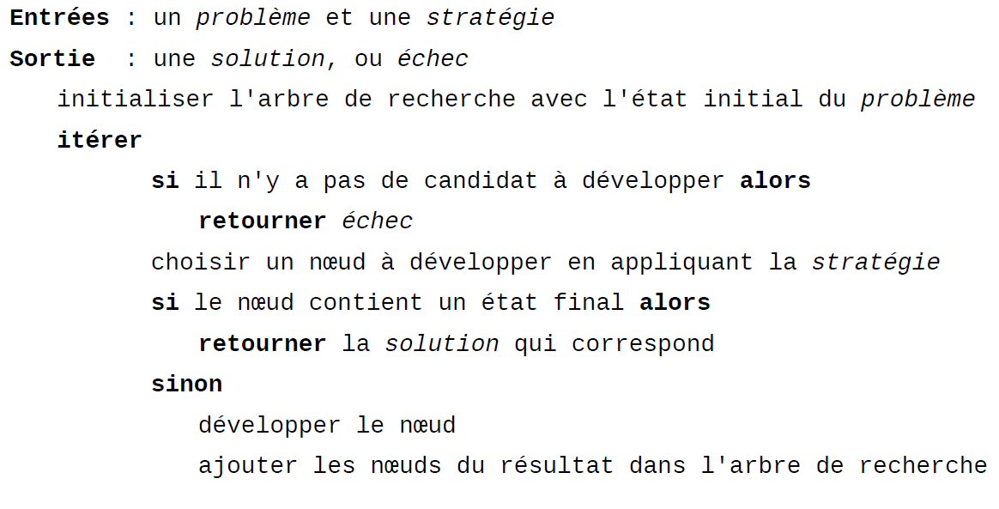 Entrées : un problème et une stratégie
Sortie  : une solution, ou échec
initialiser l'arbre de recherche avec l'état initial du problème
itérer
si il n'y a pas de candidat à développer alors
retourner échec
choisir un nœud à développer en appliquant la stratégie
si le nœud contient un état final alors
retourner la solution qui correspond
sinon
développer le nœud
ajouter les nœuds du résultat dans l'arbre de recherche